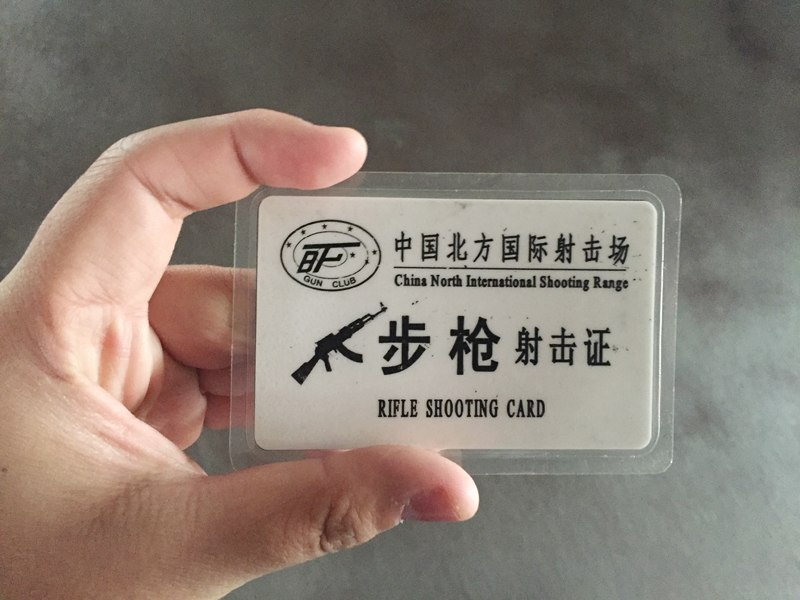 中国北方国际射击场
China North International Shooting Range
GUN CLUB
步枪射击证
RIFLE SHOOTING CARD